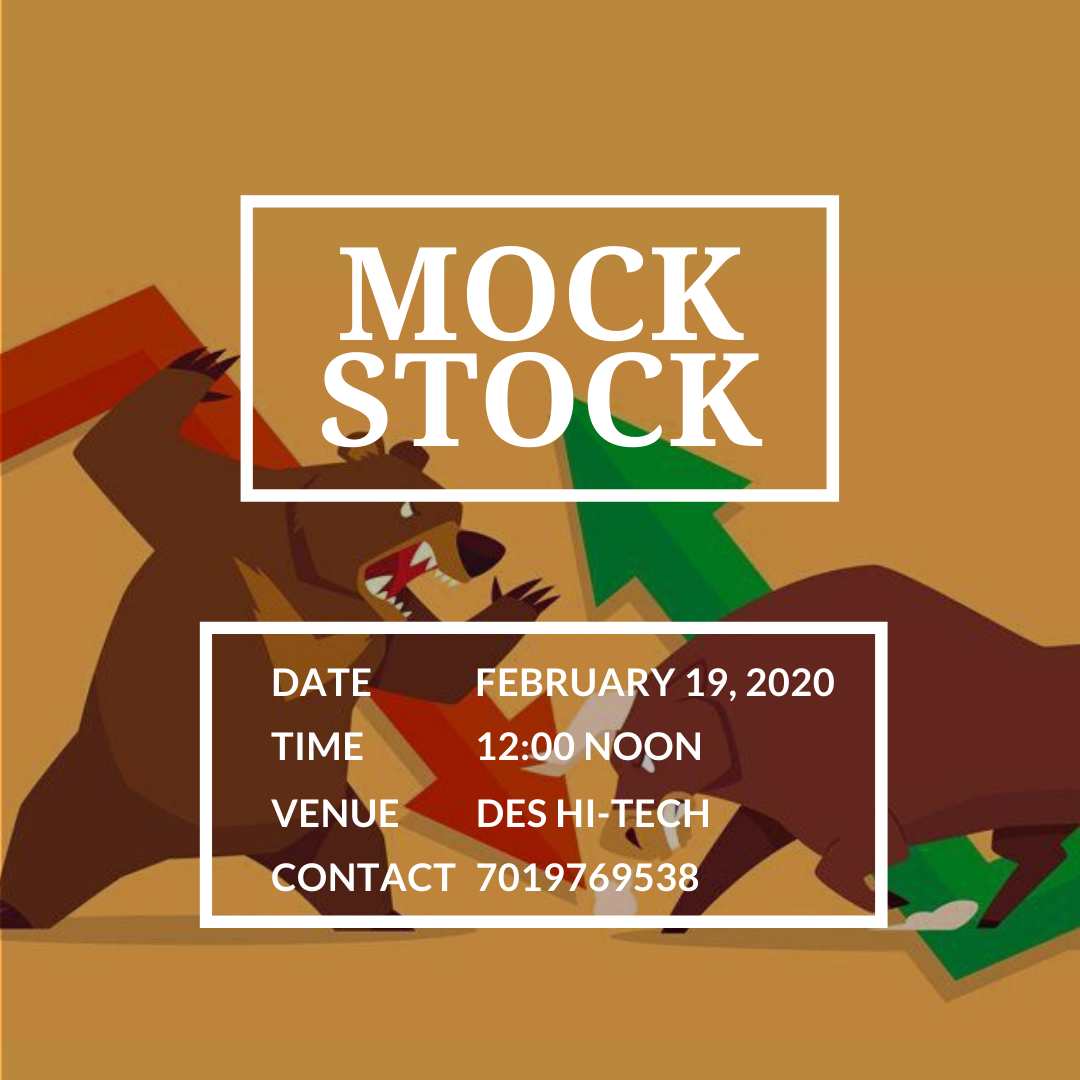 MOCK
STOCK
DATE FEBRUARY 19, 2020
TIME 12:00 NOON
VENUE DES HI-TECH
CONTACT 7019769538